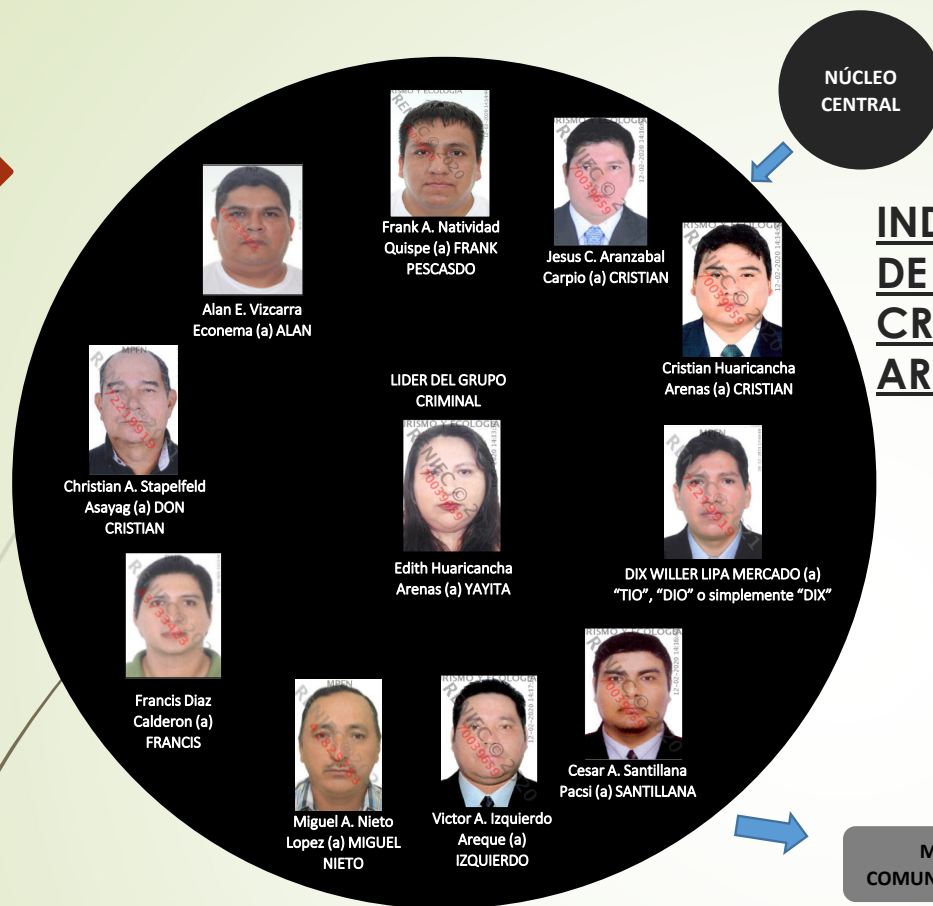 NÚCLEO
CENTRAL
Frank A. Natividad
Quispe (a) FRANK
PESCASDO
Jesus C. Aranzabal
Carpio (a) CRISTIAN
Alan E. Vizcarra
Econema (a) ALAN
Cristian Huaricancha
Arenas (a) CRISTIAN
LIDER DEL GRUPO
CRIMINAL
Christian A. Stapelfeld
Asayag (a) DON
CRISTIAN
Edith Huaricancha
Arenas (a) YAYITA
DIX WILLER LIPA MERCADO (a)
"TIO", "DIO" o simplemente "DIX"
Francis Diaz
Calderon (a)
FRANCIS
Cesar A. Santillana
Pacsi (a) SANTILLANA
Miguel A. Nieto
Lopez (a) MIGUEL
NIETO
Victor A. Izquierdo
Areque (a)
IZQUIERDO
IND
DE
CR
AR
M
COMUN